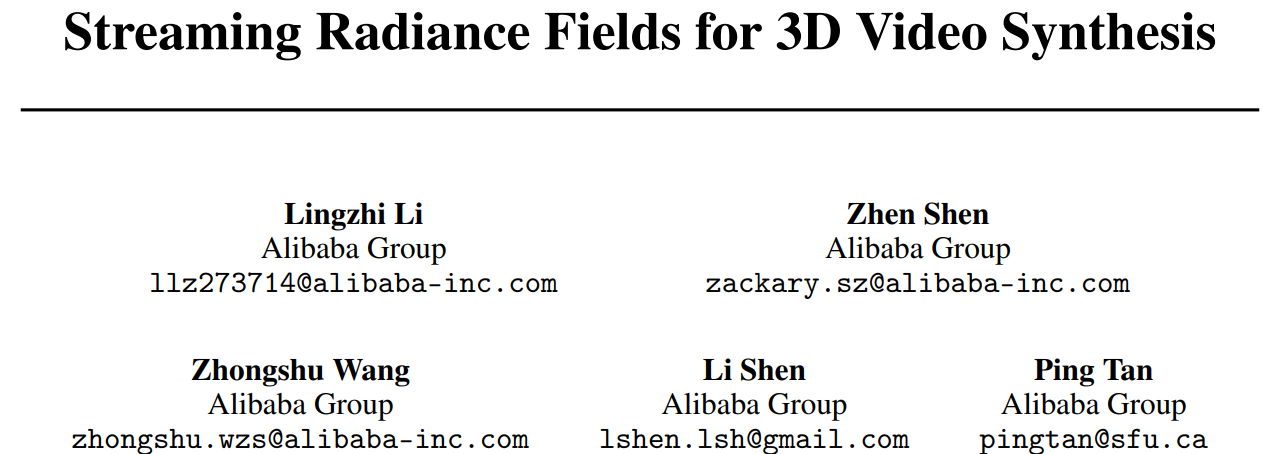 Streaming Radiance Fields for 3D Video Synthesis
Lingzhi Li
Alibaba Group
llz273714@alibaba-inc.com
Zhen Shen
Alibaba Group
zackary.sz@alibaba-inc.com
Zhongshu Wang
Alibaba Group
zhongshu.wzs@alibaba-inc.com
Li Shen
Alibaba Group
lshen.lsh@gmail.com
Ping Tan
Alibaba Group
pingtan@sfu.ca